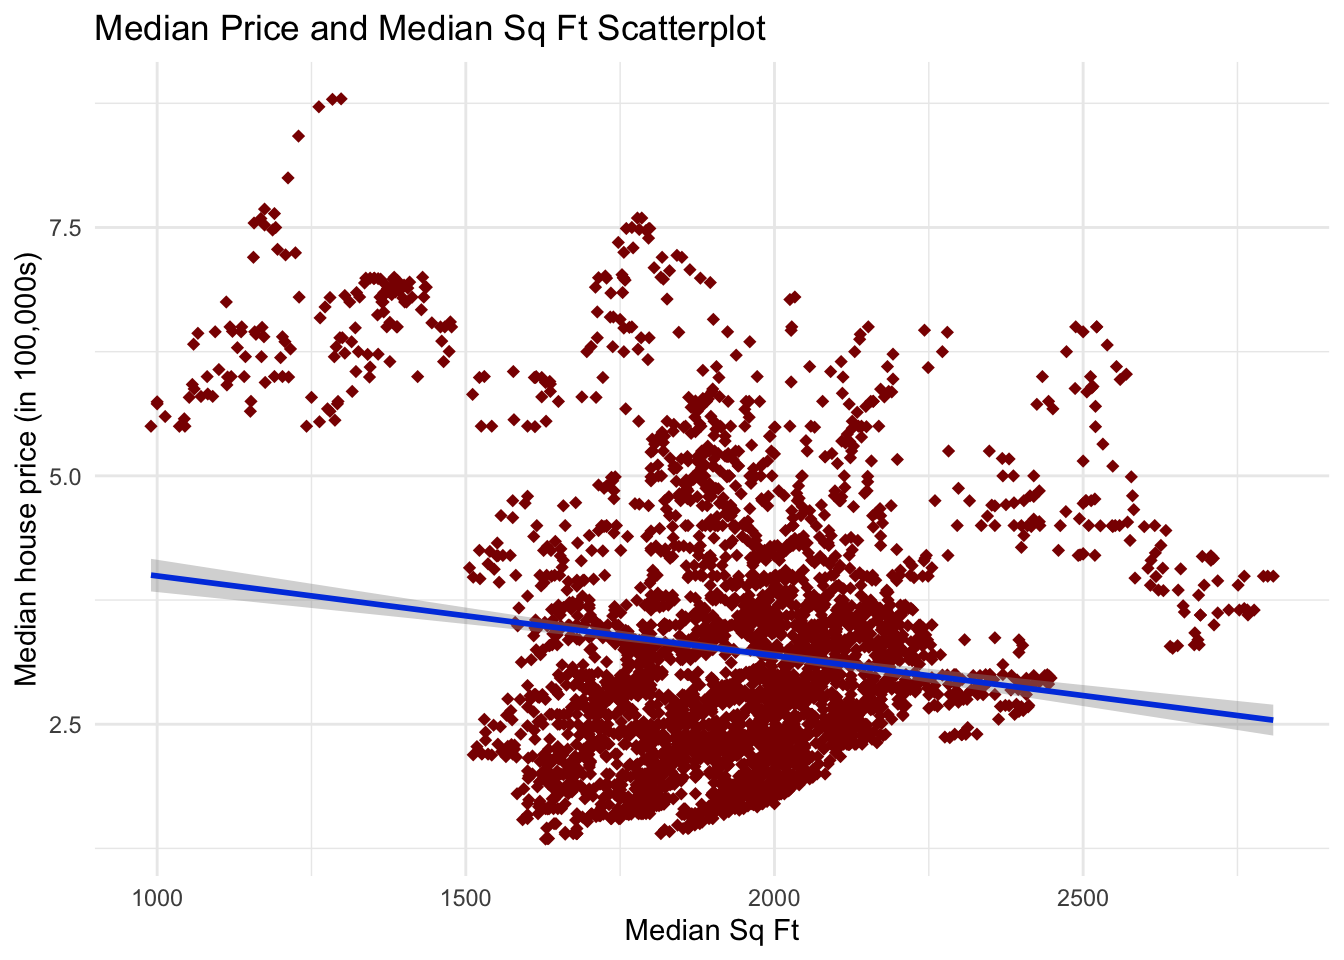 Median Price and Median Sq Ft Scatterplot
Median house price (in 100,000s)
7.5
5.0
2.5
1000 1500 2000 2500
Median Sq Ft